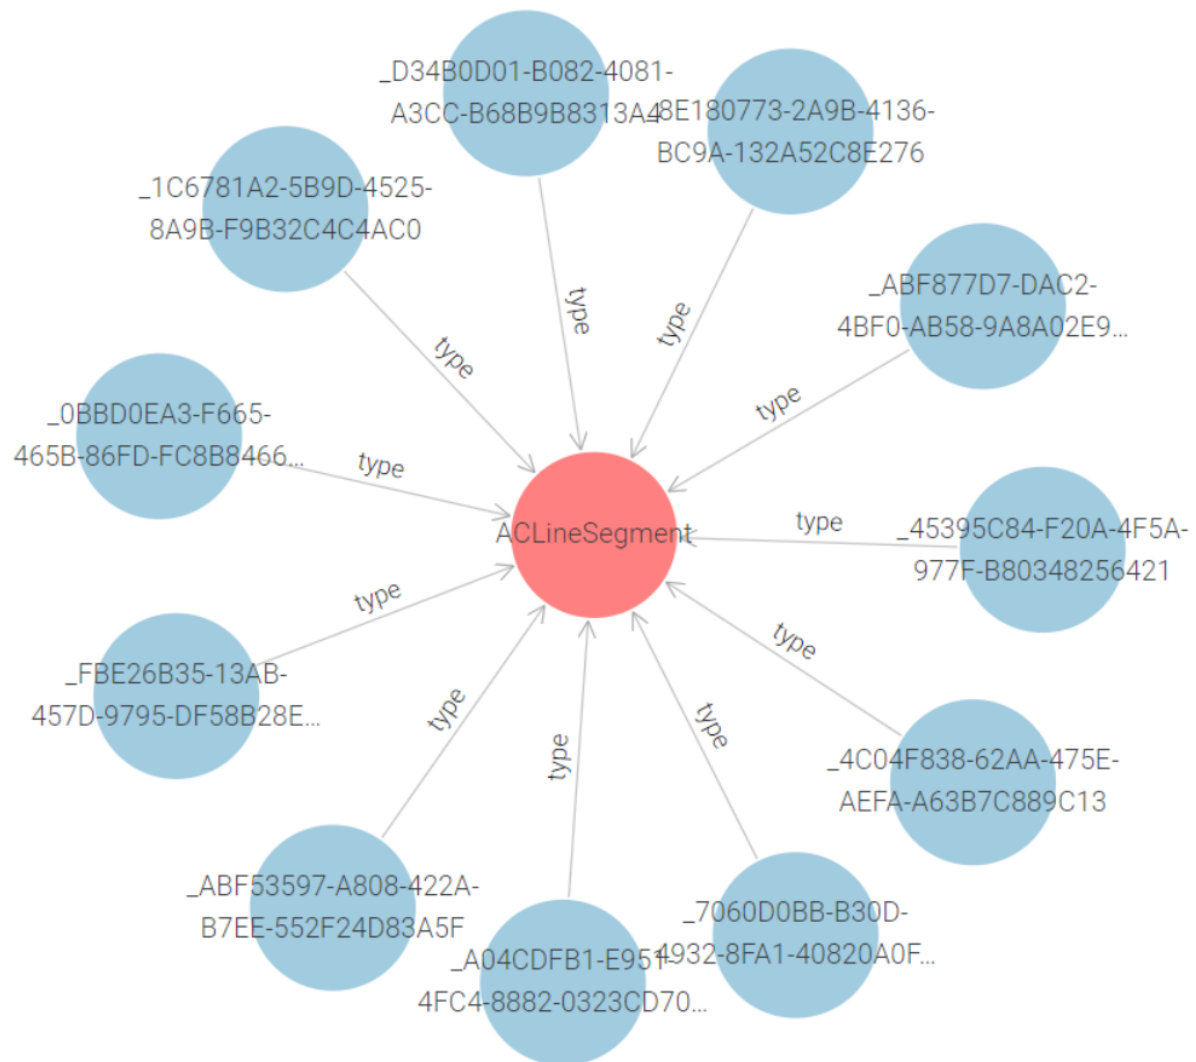 _D34B0D01-B082-4081-
A3CC-B68B9B8313A4
8E180773-2A9B-4136-
BC9A-132A52C8E276
_1C6781A2-5B9D-4525-
8A9B-F9B32C4C4AC0
_ABF877D7-DAC2-
4BF0-AB58-9A8A02E9...
type
type
type
type
_0BBD0EA3-F665-
465B-86FD-FC8B8466...
type
ACLineSegment
type
_45395C84-F20A-4F5A-
977F-B80348256421
type
_FBE26B35-13AB-
457D-9795-DF58B28E...
type
type
type
type
_4C04F838-62AA-475E-
AEFA-A63B7C889C13
_ABF53597-A808-422A-
B7EE-552F24D83A5F
_A04CDFB1-E951-
4FC4-8882-0323CD70...
_7060D0BB-B30D-
4932-8FA1-40820A0F...